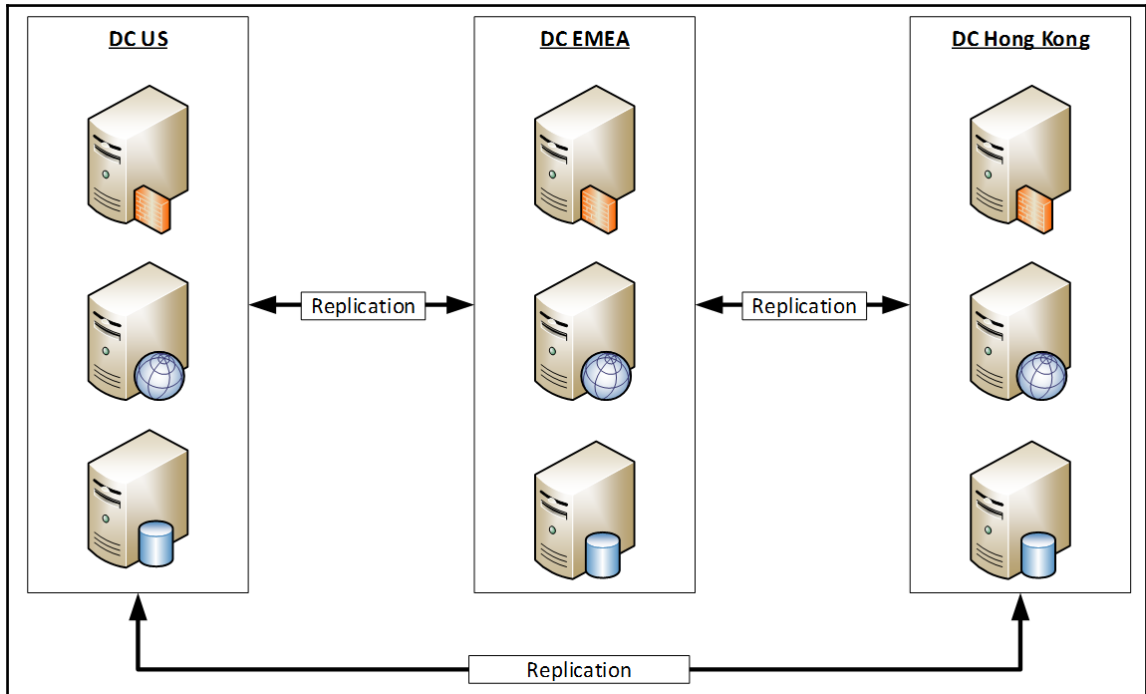 DC US
DC EMEA
DC Hong Kong
Replication
Replication
Replication